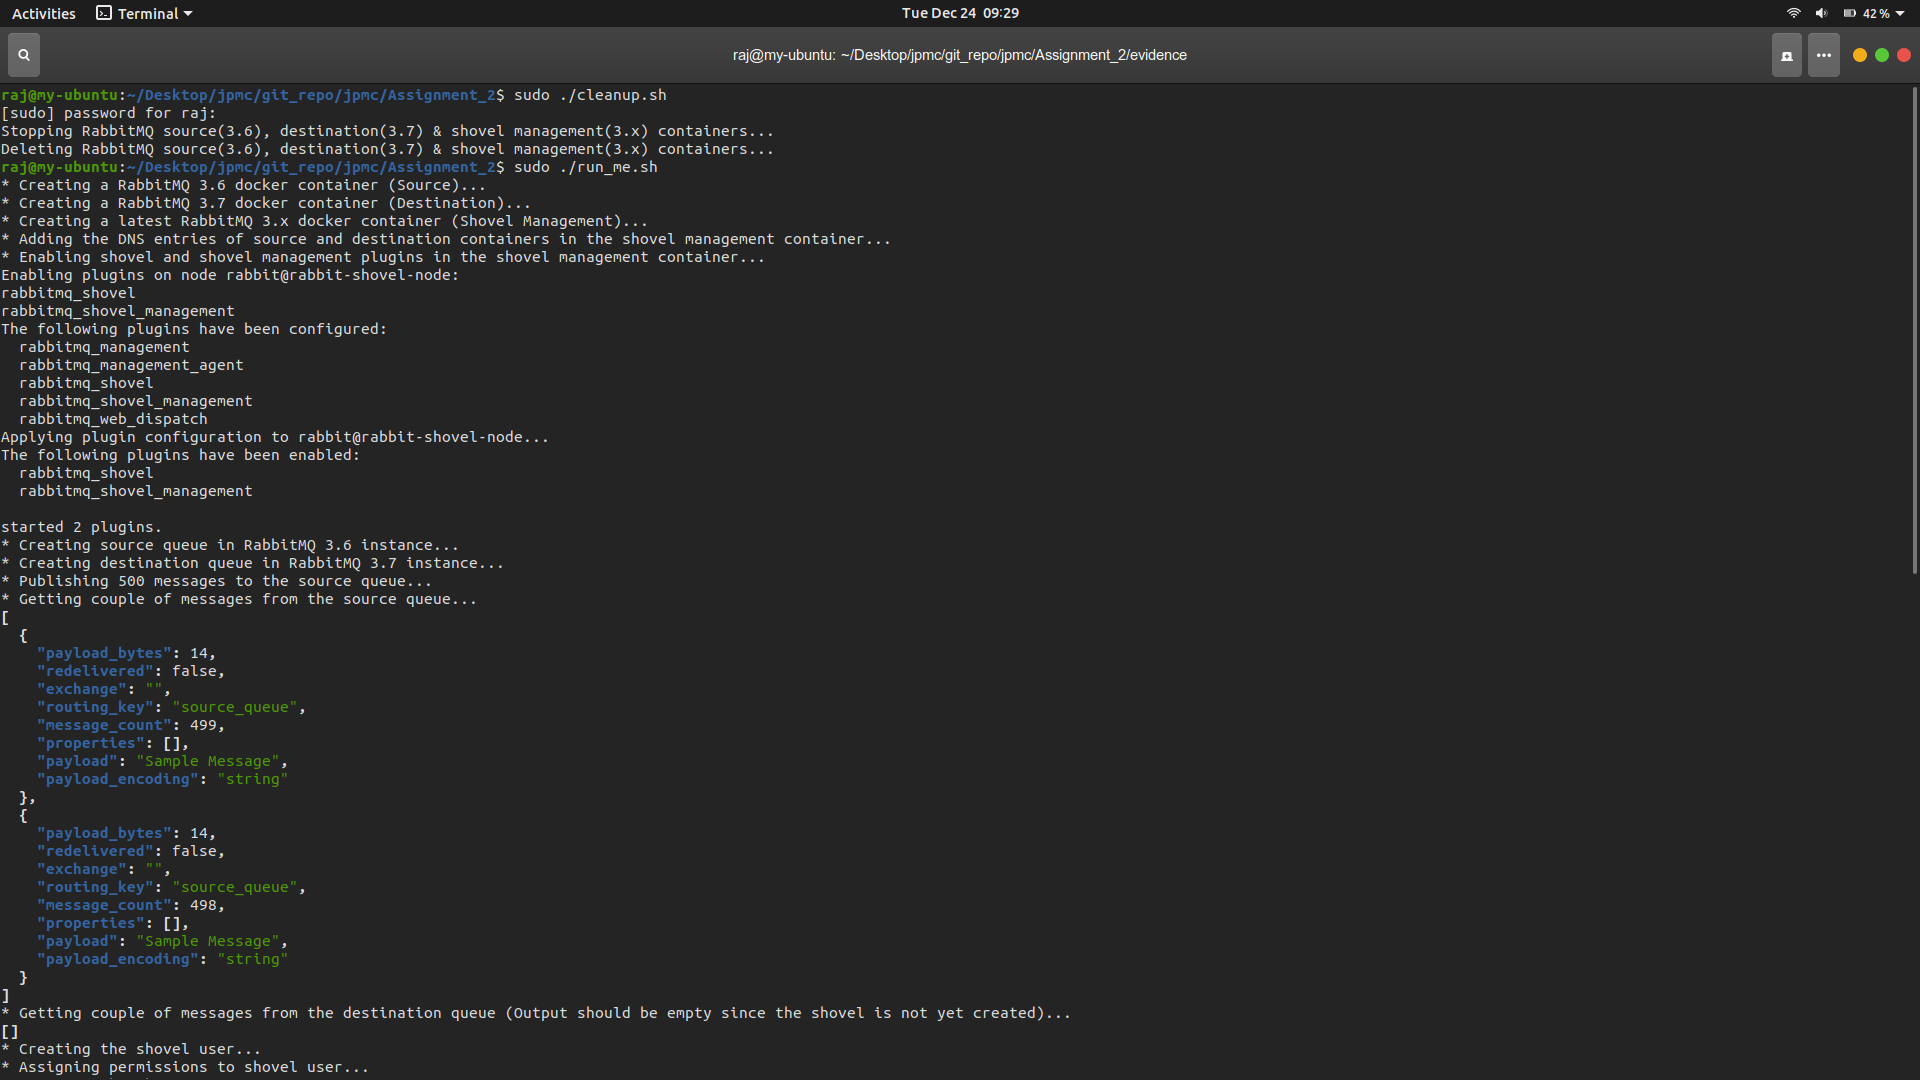 Activities Terminal Tue Dec 24 09:29 42 %
raj@my-ubuntu: ~/Desktop/jpmc/git_repo/jpmc/Assignment_2/evidence
raj@my-ubuntu:~/Desktop/jpmc/git_repo/jpmc/Assignment_2$ sudo ./cleanup.sh
[sudo] password for raj:
Stopping RabbitMQ source(3.6), destination(3.7) & shovel management(3.x) containers...
Deleting RabbitMQ source(3.6), destination(3.7) & shovel management(3.x) containers...
raj@my-ubuntu:~/Desktop/jpmc/git_repo/jpmc/Assignment_2$ sudo ./run_me.sh
* Creating a RabbitMQ 3.6 docker container (Source)...
* Creating a RabbitMQ 3.7 docker container (Destination)...
* Creating a latest RabbitMQ 3.x docker container (Shovel Management)...
* Adding the DNS entries of source and destination containers in the shovel management container...
* Enabling shovel and shovel management plugins in the shovel management container...
Enabling plugins on node rabbit@rabbit-shovel-node:
rabbitmq_shovel
rabbitmq_shovel_management
The following plugins have been configured:
  rabbitmq_management
  rabbitmq_management_agent
  rabbitmq_shovel
  rabbitmq_shovel_management
  rabbitmq_web_dispatch
Applying plugin configuration to rabbit@rabbit-shovel-node...
The following plugins have been enabled:
  rabbitmq_shovel
  rabbitmq_shovel_management

started 2 plugins.
* Creating source queue in RabbitMQ 3.6 instance...
* Creating destination queue in RabbitMQ 3.7 instance...
* Publishing 500 messages to the source queue...
* Getting couple of messages from the source queue...
[
  {
    "payload_bytes": 14,
    "redelivered": false,
    "exchange": "",
    "routing_key": "source_queue",
    "message_count": 499,
    "properties": [],
    "payload": "Sample Message",
    "payload_encoding": "string"
  },
  {
    "payload_bytes": 14,
    "redelivered": false,
    "exchange": "",
    "routing_key": "source_queue",
    "message_count": 498,
    "properties": [],
    "payload": "Sample Message",
    "payload_encoding": "string"
  }
]
* Getting couple of messages from the destination queue (Output should be empty since the shovel is not yet created)...
[]
* Creating the shovel user...
* Assigning permissions to shovel user...